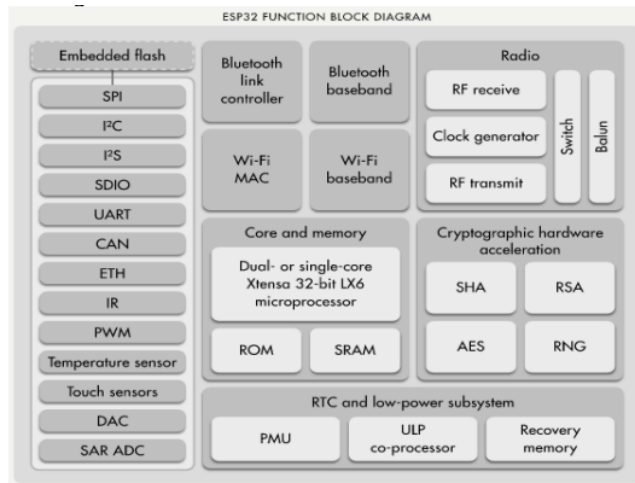 ESP32 FUNCTION BLOCK DIAGRAM
Embedded flash
SPI
I²C
I²S
SDIO
UART
CAN
ETH
IR
PWM
Temperature sensor
Touch sensors
DAC
SAR ADC
Bluetooth
link
controller
Bluetooth
baseband
Wi-Fi
MAC
Wi-Fi
baseband
Radio
RF receive
Clock generator
RF transmit
Switch
Balun
Core and memory
Dual- or single-core
Xtensa 32-bit LX6
microprocessor
ROM
SRAM
Cryptographic hardware
acceleration
SHA
RSA
AES
RNG
RTC and low-power subsystem
PMU
ULP
co-processor
Recovery
memory